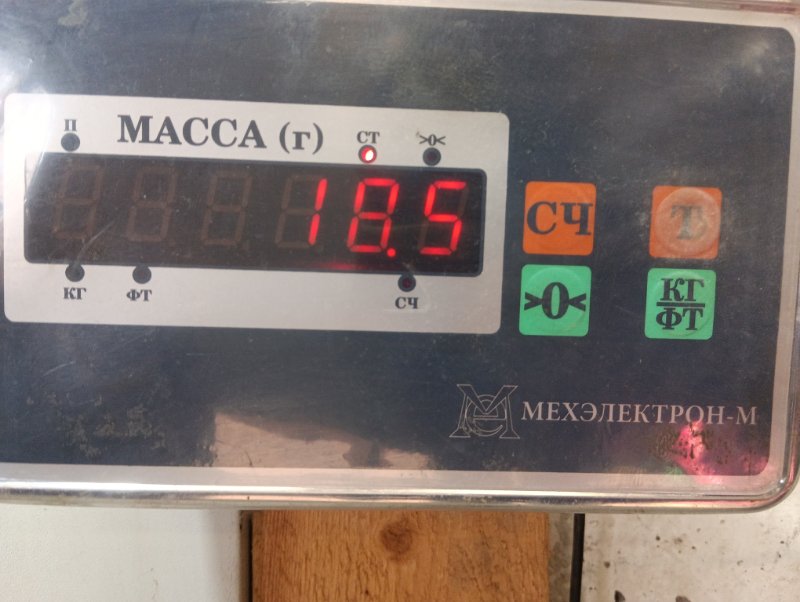 П МАССА (г) СТ >0<
18.5
КГ ФТ СЧ
СЧ Т
>0< КГ/ФТ
МЕХЭЛЕКТРОН-М